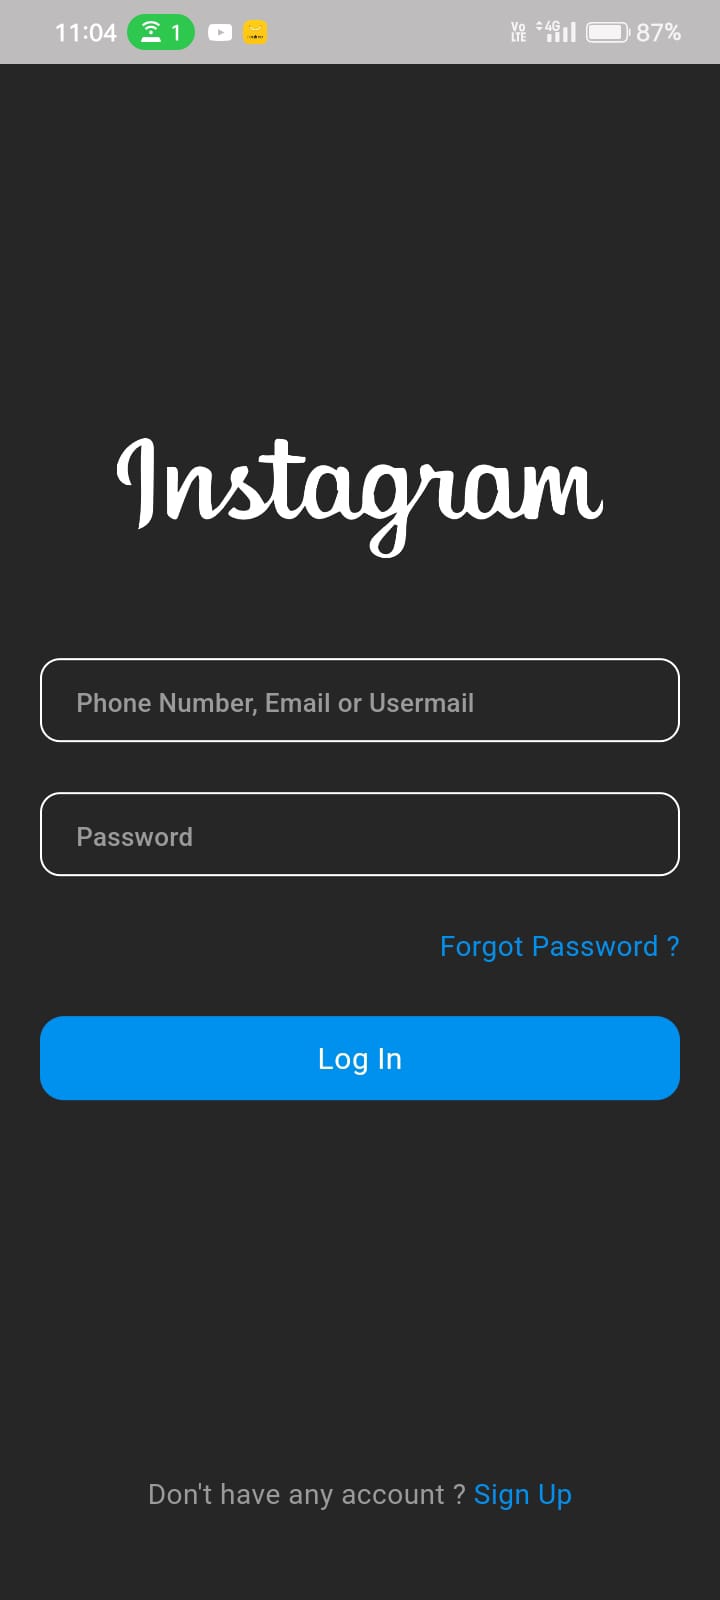 11:04 1 Vo LTE 4G 87%
Instagram
Phone Number, Email or Usermail
Password
Forgot Password ?
Log In
Don't have any account ? Sign Up